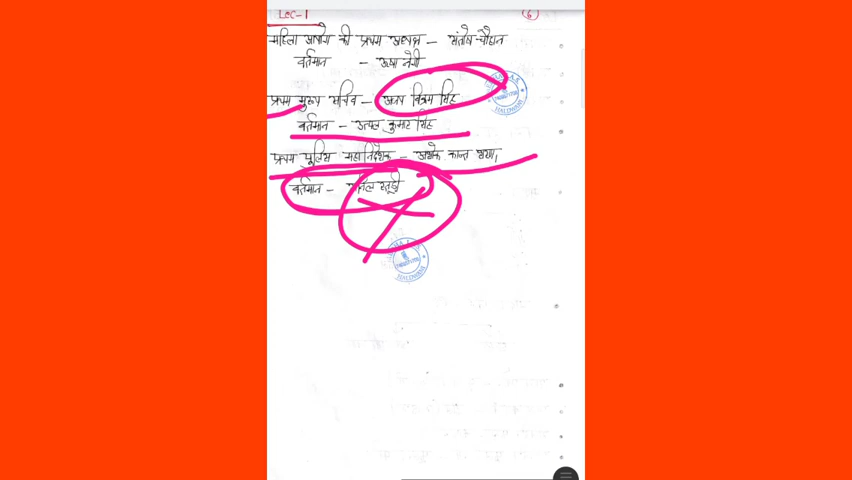 Lec-1
6
महिला आयोग की प्रथम अध्यक्ष - संतोष चौहान
वर्तमान - ऊषा नेगी
प्रथम मुख्य सचिव - अजय विक्रम सिंह
वर्तमान - उत्पल कुमार सिंह
प्रथम पुलिस महानिदेशक - अशोक कान्त शरण
वर्तमान - अनिल रतूड़ी